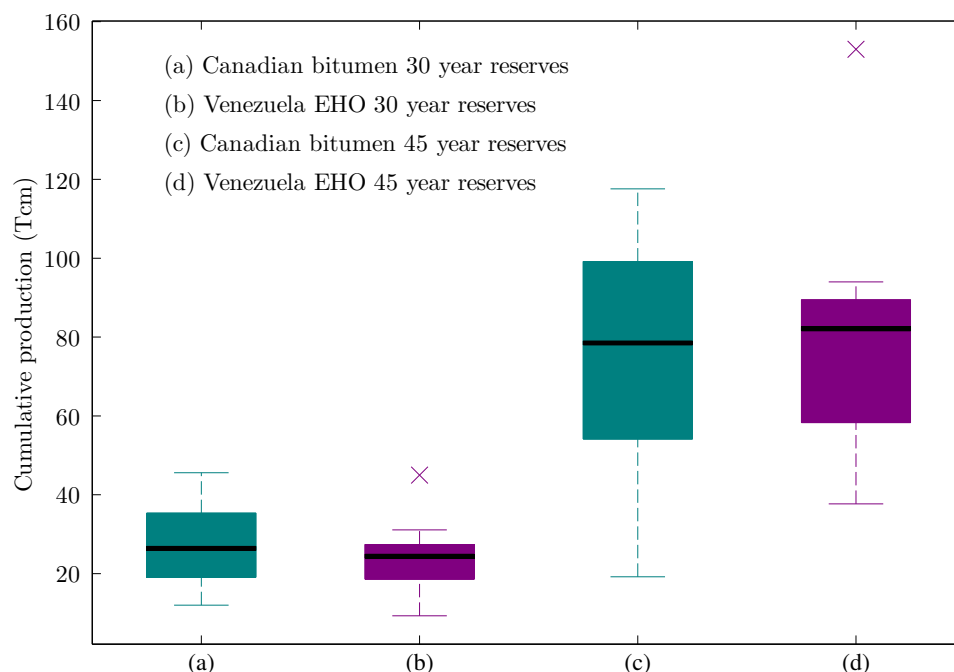 160
140
120
100
80
60
40
20
Cumulative production (Tcm)
(a) Canadian bitumen 30 year reserves
(b) Venezuela EHO 30 year reserves
(c) Canadian bitumen 45 year reserves
(d) Venezuela EHO 45 year reserves
(a) (b) (c) (d)